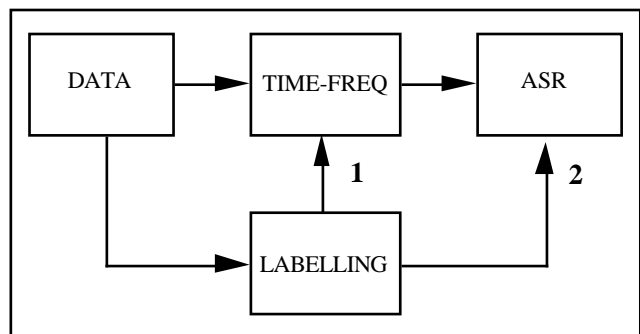 DATA
TIME-FREQ
ASR
1
2
LABELLING